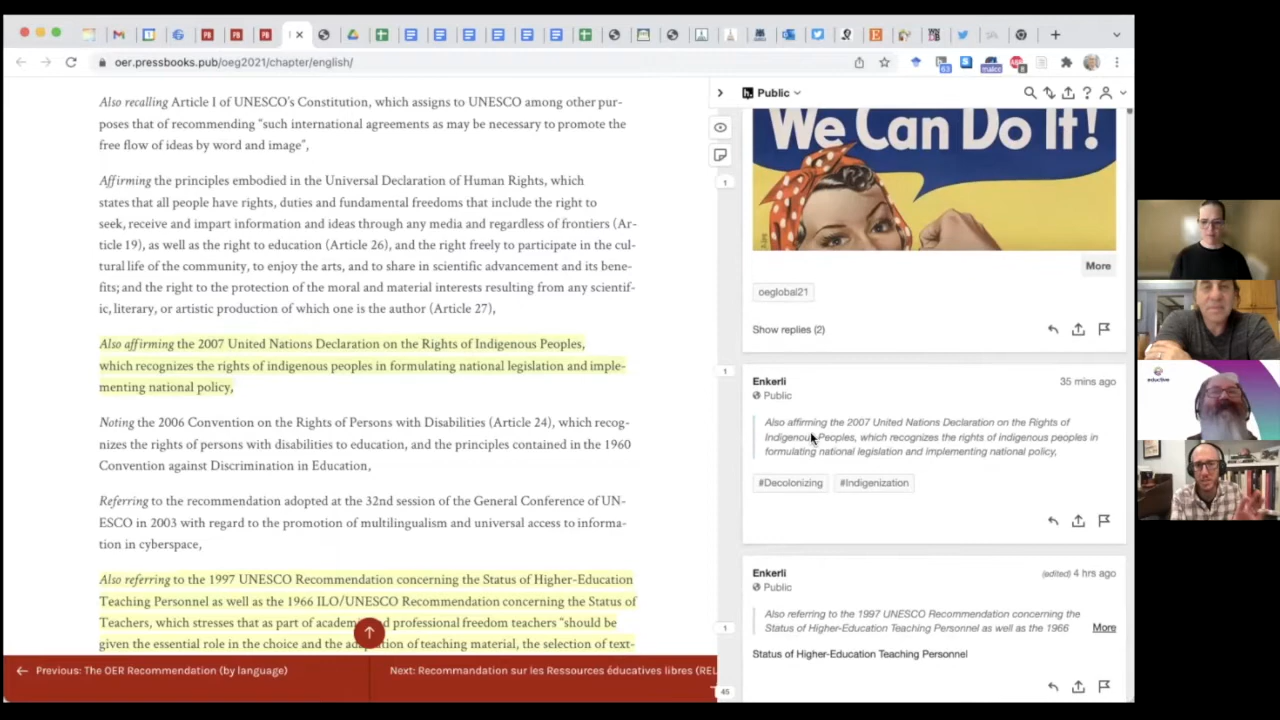 oer.pressbooks.pub/oeg2021/chapter/english/
Also recalling Article I of UNESCO's Constitution, which assigns to UNESCO among other pur-
poses that of recommending “such international agreements as may be necessary to promote the
free flow of ideas by word and image”,
Affirming the principles embodied in the Universal Declaration of Human Rights, which
states that all people have rights, duties and fundamental freedoms that include the right to
seek, receive and impart information and ideas through any media and regardless of frontiers (Ar-
ticle 19), as well as the right to education (Article 26), and the right freely to participate in the cul-
tural life of the community, to enjoy the arts, and to share in scientific advancement and its bene-
fits; and the right to the protection of the moral and material interests resulting from any scientif-
ic, literary, or artistic production of which one is the author (Article 27),
Also affirming the 2007 United Nations Declaration on the Rights of Indigenous Peoples,
which recognizes the rights of indigenous peoples in formulating national legislation and imple-
menting national policy,
Noting the 2006 Convention on the Rights of Persons with Disabilities (Article 24), which recog-
nizes the rights of persons with disabilities to education, and the principles contained in the 1960
Convention against Discrimination in Education,
Referring to the recommendation adopted at the 32nd session of the General Conference of UN-
ESCO in 2003 with regard to the promotion of multilingualism and universal access to informa-
tion in cyberspace,
Also referring to the 1997 UNESCO Recommendation concerning the Status of Higher-Education
Teaching Personnel as well as the 1966 ILO/UNESCO Recommendation concerning the Status of
Teachers, which stresses that as part of academic and professional freedom teachers “should be
given the essential role in the choice and the adaptation of teaching material, the selection of text-
Previous: The OER Recommendation (by language)
Next: Recommandation sur les Ressources éducatives libres (REL
Public
We Can Do It!
More
oeglobal21
Show replies (2)
1
1
Enkerli
35 mins ago
Public
Also affirming the 2007 United Nations Declaration on the Rights of
Indigenous Peoples, which recognizes the rights of indigenous peoples in
formulating national legislation and implementing national policy,
#Decolonizing
#Indigenization
Enkerli
(edited) 4 hrs ago
Public
Also referring to the 1997 UNESCO Recommendation concerning the
Status of Higher-Education Teaching Personnel as well as the 1966
More
1
Status of Higher-Education Teaching Personnel
45
eductive